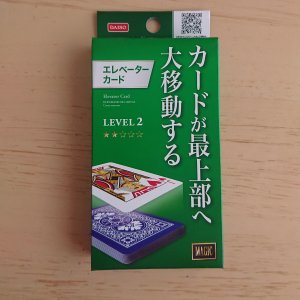 DAISO
エレベーター
カード
Elevator Card
LEVEL 2
★★☆☆☆
カードが最上部へ
大移動する
MAGIC